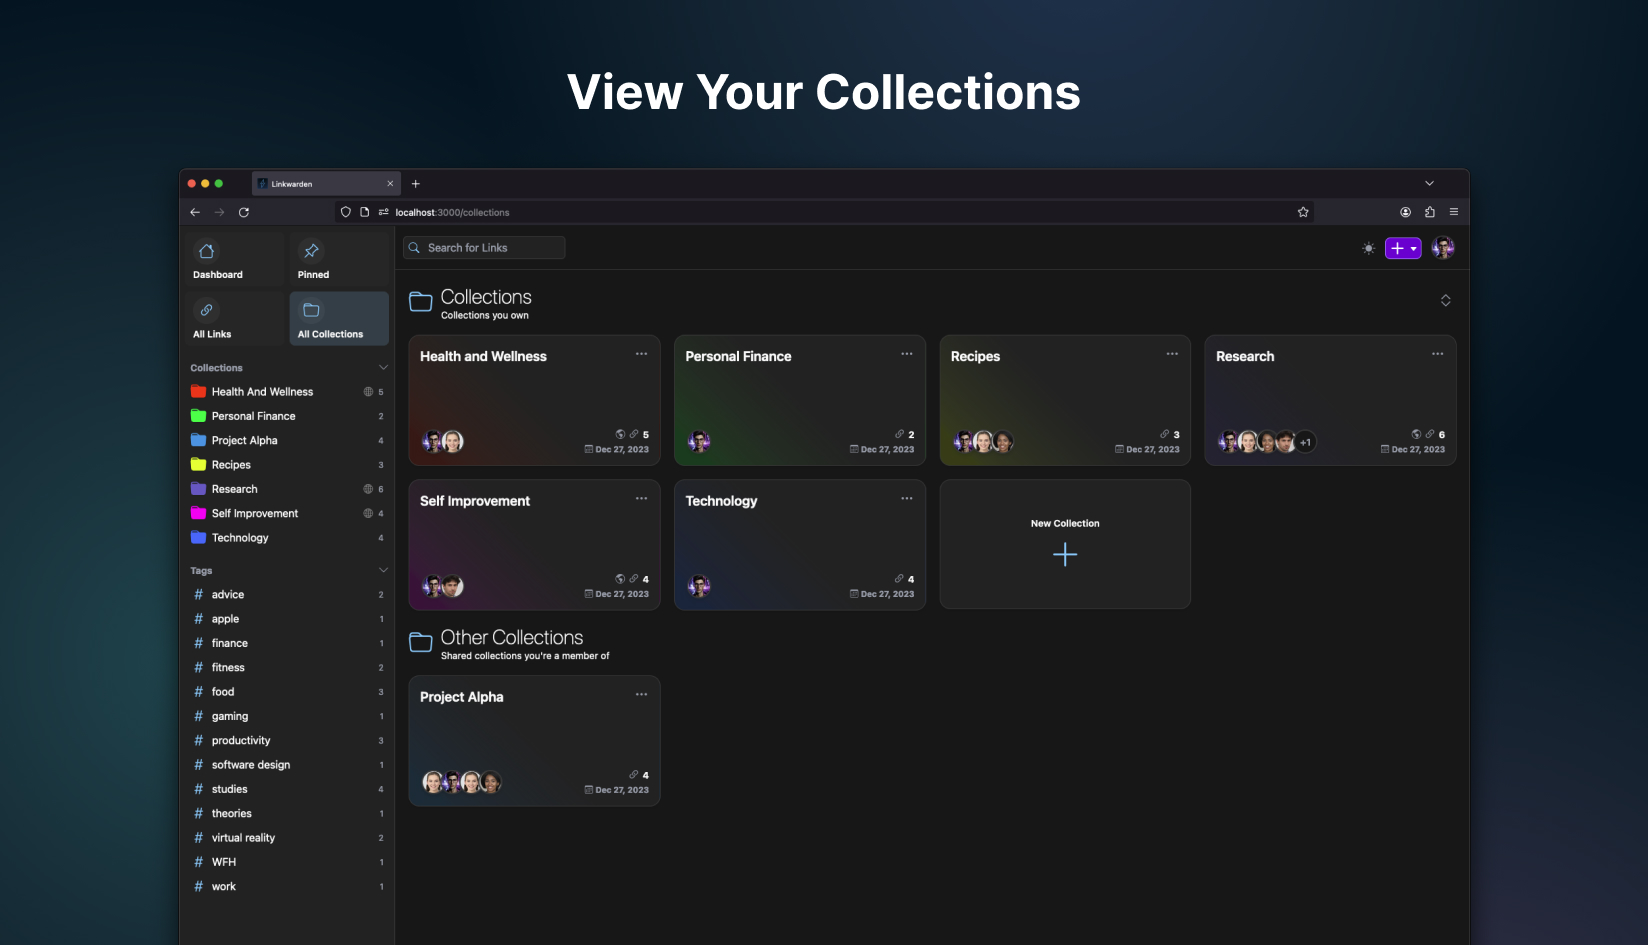 View Your Collections
Linkwarden
localhost:3000/collections
Dashboard
Pinned
All Links
All Collections
Collections
Health And Wellness 5
Personal Finance 2
Project Alpha 4
Recipes 3
Research 6
Self Improvement 4
Technology 4
Tags
# advice 2
# apple 1
# finance 1
# fitness 2
# food 3
# gaming 1
# productivity 3
# software design 1
# studies 4
# theories 1
# virtual reality 2
# WFH 1
# work 1
Search for Links
Collections
Collections you own
Health and Wellness
5
Dec 27, 2023
Personal Finance
2
Dec 27, 2023
Recipes
3
Dec 27, 2023
Research
+1
6
Dec 27, 2023
Self Improvement
4
Dec 27, 2023
Technology
4
Dec 27, 2023
New Collection
Other Collections
Shared collections you're a member of
Project Alpha
4
Dec 27, 2023